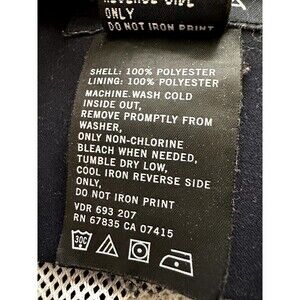 REVERSE SIDE
ONLY
DO NOT IRON PRINT
SHELL: 100% POLYESTER
LINING: 100% POLYESTER
MACHINE WASH COLD
INSIDE OUT,
REMOVE PROMPTLY FROM
WASHER,
ONLY NON-CHLORINE
BLEACH WHEN NEEDED,
TUMBLE DRY LOW,
COOL IRON REVERSE SIDE
ONLY,
DO NOT IRON PRINT
VDR 693 207
RN 67835 CA 07415
30C